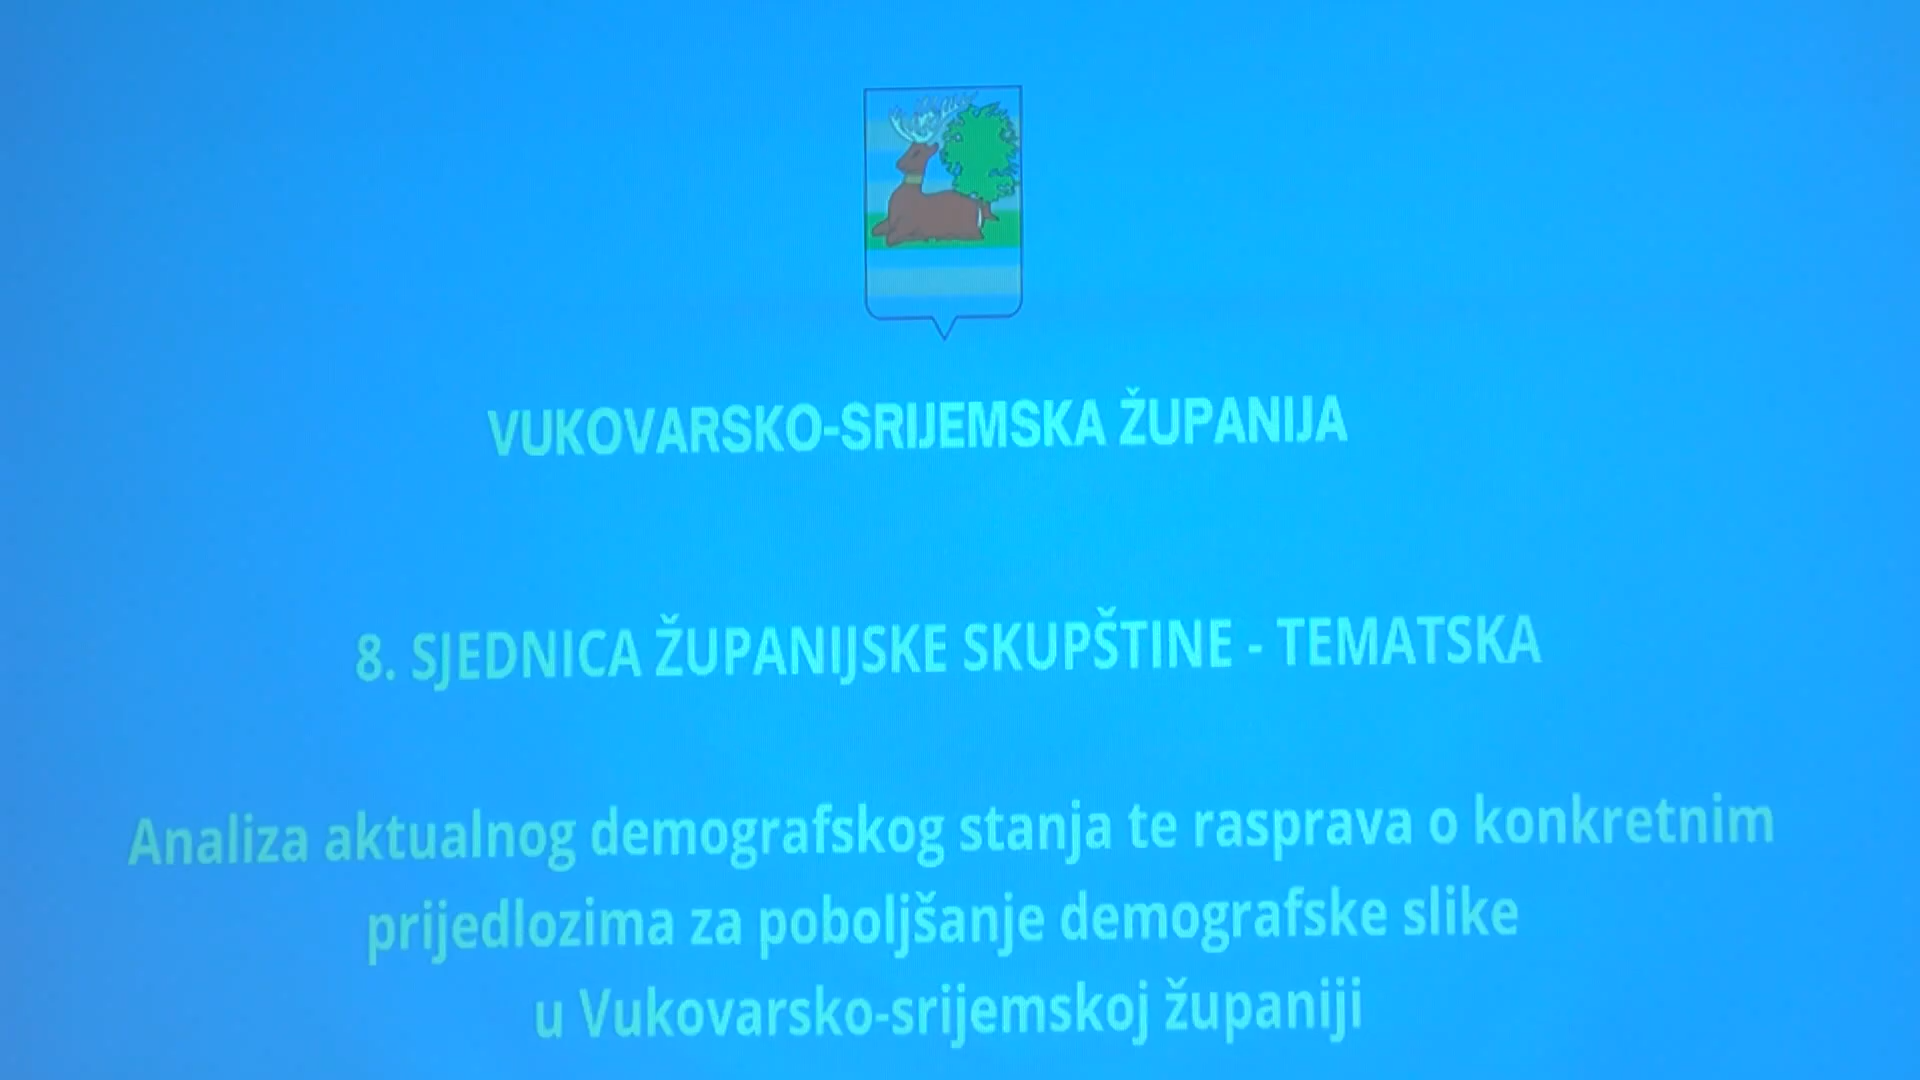 VUKOVARSKO-SRIJEMSKA ŽUPANIJA
8. SJEDNICA ŽUPANIJSKE SKUPŠTINE - TEMATSKA
Analiza aktualnog demografskog stanja te rasprava o konkretnim
prijedlozima za poboljšanje demografske slike
u Vukovarsko-srijemskoj županiji